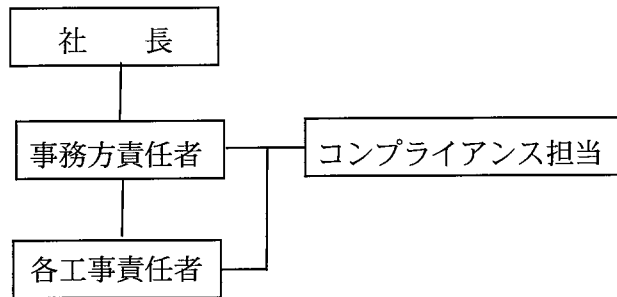 社　　長
事務方責任者
コンプライアンス担当
各工事責任者